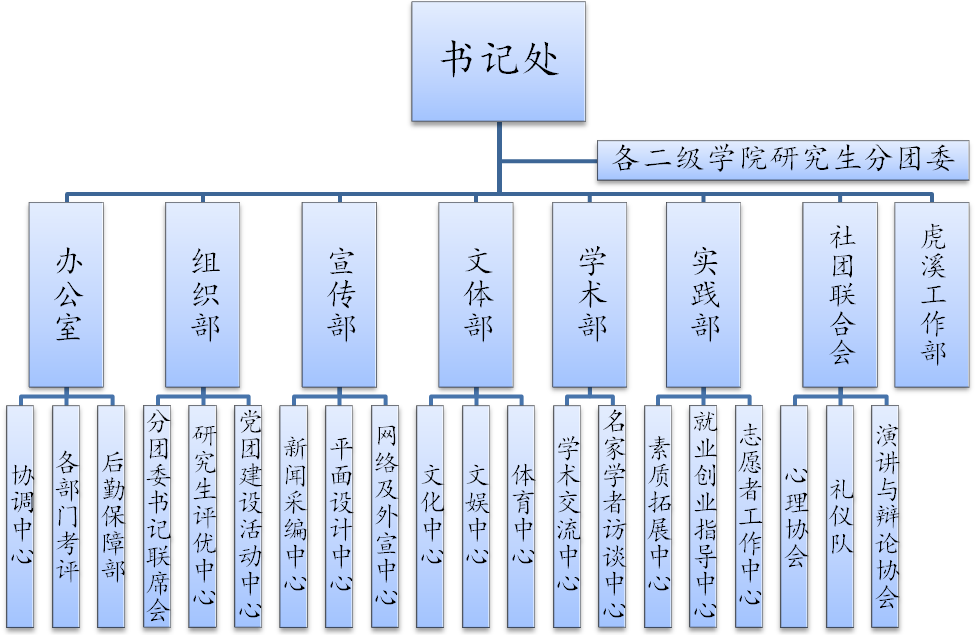 书记处
各二级学院研究生分团委
办公室
组织部
宣传部
文体部
学术部
实践部
社团联合会
虎溪工作部
协调中心
各部门考评
后勤保障部
分团委书记联席会
研究生评优中心
党团建设活动中心
新闻采编中心
平面设计中心
网络及外宣中心
文化中心
文娱中心
体育中心
学术交流中心
名家学者访谈中心
素质拓展中心
就业创业指导中心
志愿者工作中心
心理协会
礼仪队
演讲与辩论协会